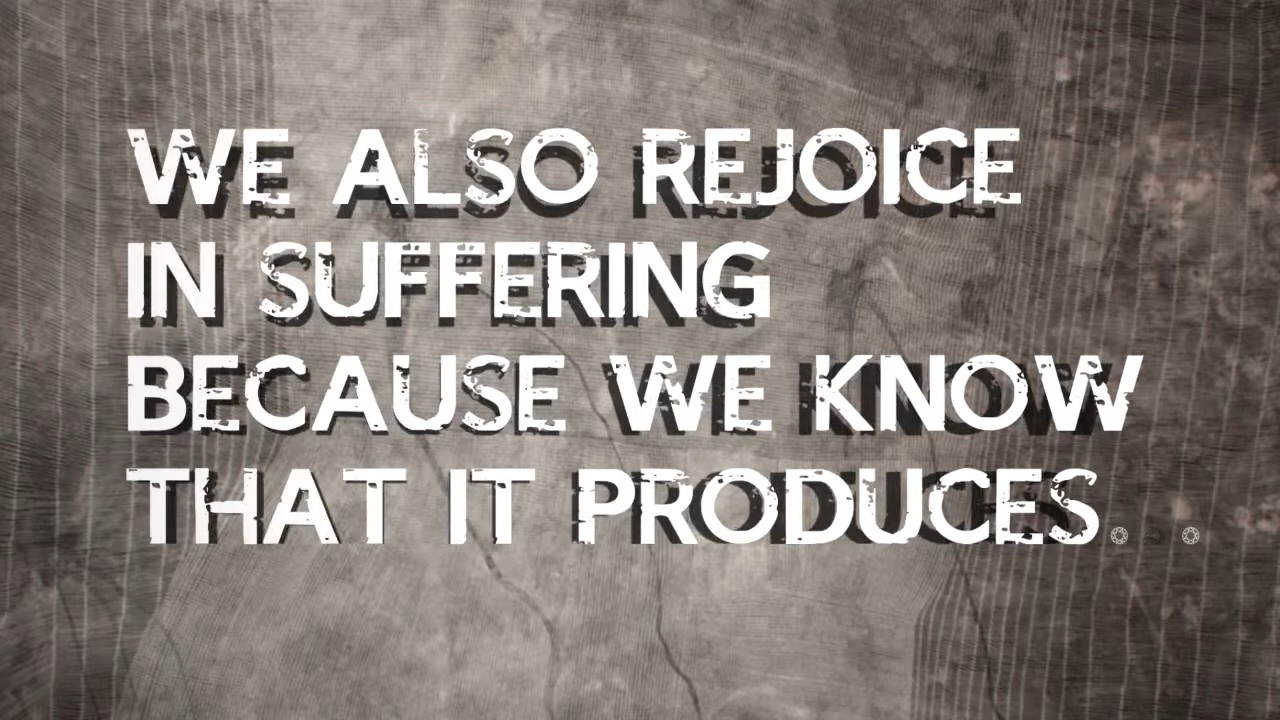 WE ALSO REJOICE
IN SUFFERING
BECAUSE WE KNOW
THAT IT PRODUCES. . .